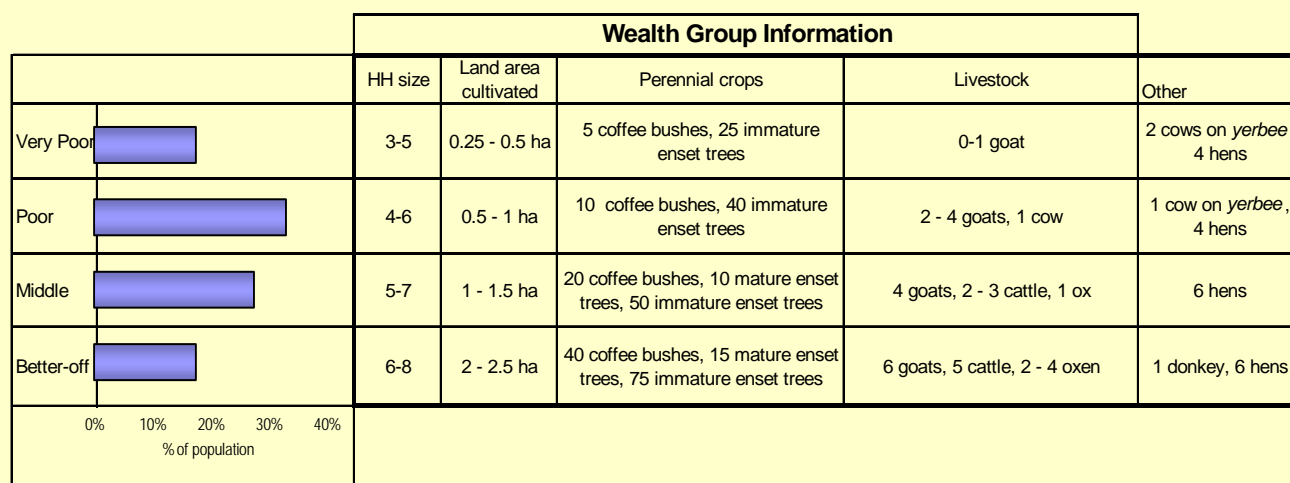 Wealth Group Information
HH size
Land area
cultivated
Perennial crops
Livestock
Other
Very Poor
3-5
0.25 - 0.5 ha
5 coffee bushes, 25 immature
enset trees
0-1 goat
2 cows on yerbee
4 hens
Poor
4-6
0.5 - 1 ha
10 coffee bushes, 40 immature
enset trees
2 - 4 goats, 1 cow
1 cow on yerbee,
4 hens
Middle
5-7
1 - 1.5 ha
20 coffee bushes, 10 mature enset
trees, 50 immature enset trees
4 goats, 2 - 3 cattle, 1 ox
6 hens
Better-off
6-8
2 - 2.5 ha
40 coffee bushes, 15 mature enset
trees, 75 immature enset trees
6 goats, 5 cattle, 2 - 4 oxen
1 donkey, 6 hens
0% 10% 20% 30% 40%
% of population